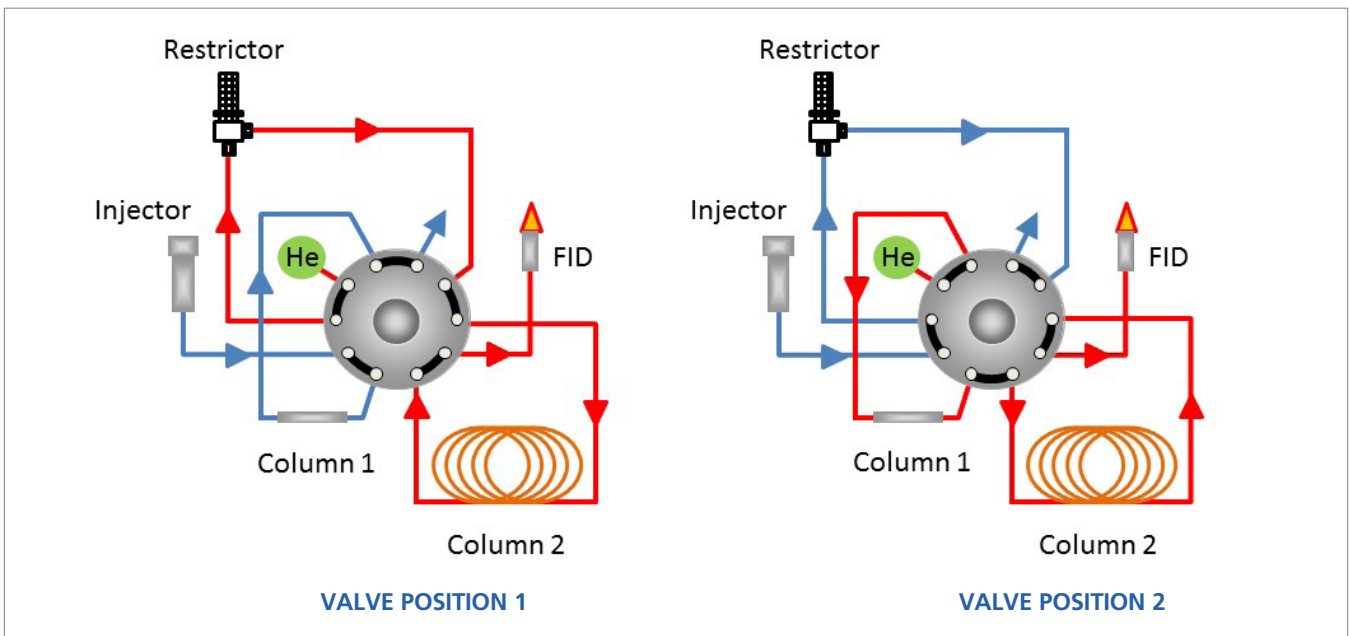 Restrictor
Injector
He
FID
Column 1
Column 2
VALVE POSITION 1
Restrictor
Injector
He
FID
Column 1
Column 2
VALVE POSITION 2